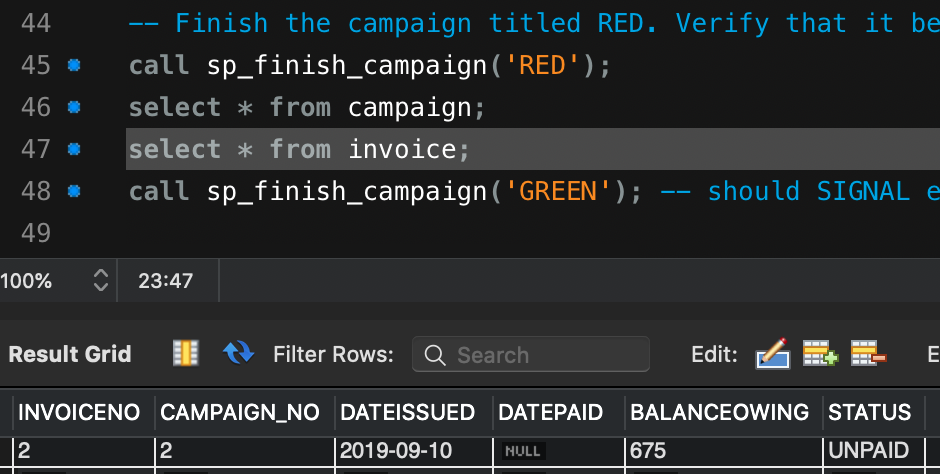 44 -- Finish the campaign titled RED. Verify that it be
45 call sp_finish_campaign('RED');
46 select * from campaign;
47 select * from invoice;
48 call sp_finish_campaign('GREEN'); -- should SIGNAL e
49
100% 23:47
Result Grid Filter Rows: Search Edit: E
INVOICENO CAMPAIGN_NO DATEISSUED DATEPAID BALANCEOWING STATUS
2 2 2019-09-10 NULL 675 UNPAID